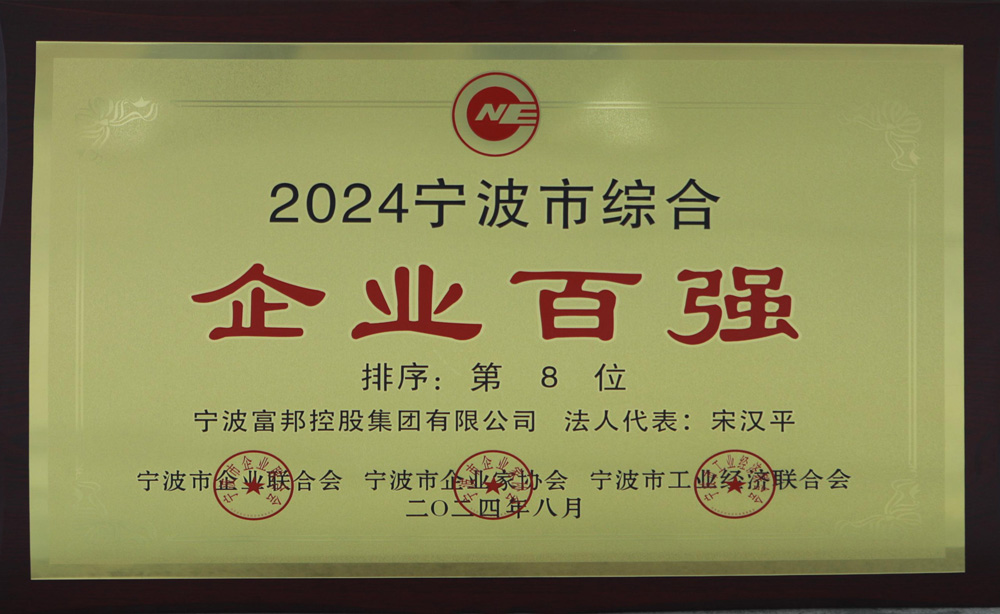 NE
2024宁波市综合
企业百强
排序：第 8 位
宁波富邦控股集团有限公司 法人代表：宋汉平
宁波市企业联合会 宁波市企业家协会 宁波市工业经济联合会
二〇二四年八月